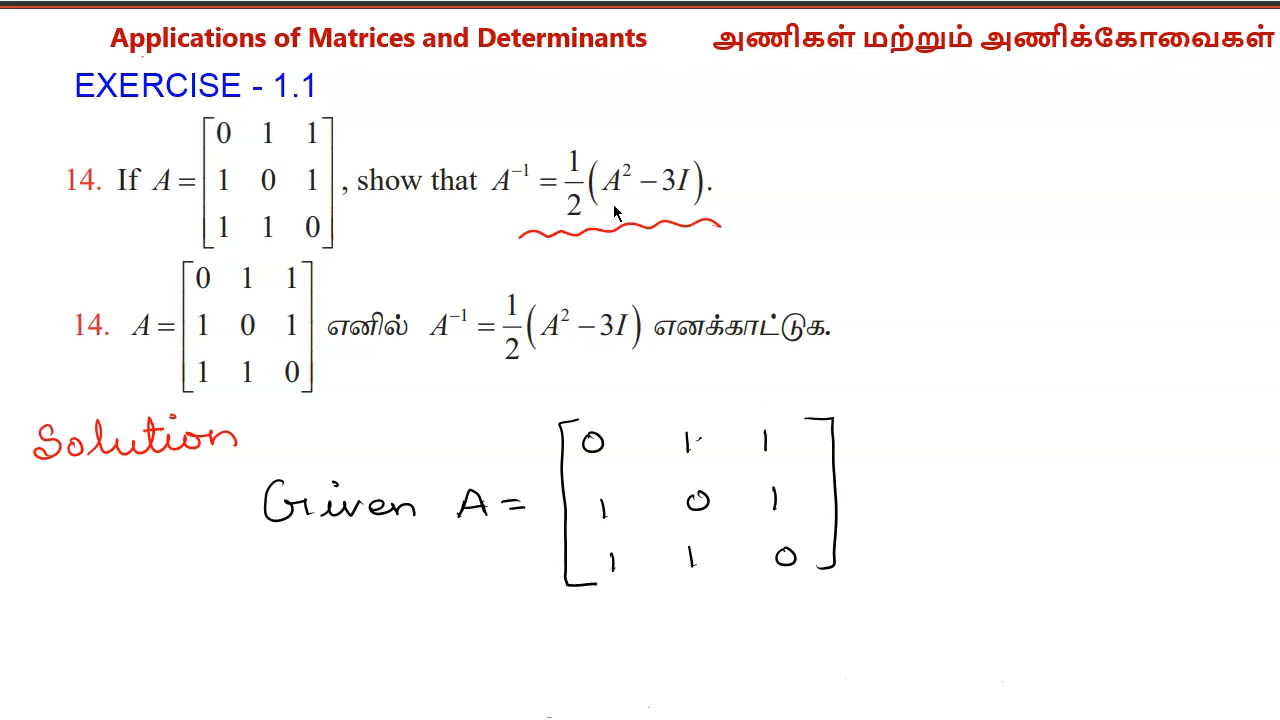 Applications of Matrices and Determinants அணிகள் மற்றும் அணிக்கோவைகள்
EXERCISE - 1.1
14. If A = [0 1 1
1 0 1
1 1 0], show that A⁻¹ = 1/2 (A² − 3I).
14. A = [0 1 1
1 0 1
1 1 0] எனில் A⁻¹ = 1/2 (A² − 3I) எனக்காட்டுக.
Solution
Given A = [0 1 1
1 0 1
1 1 0]